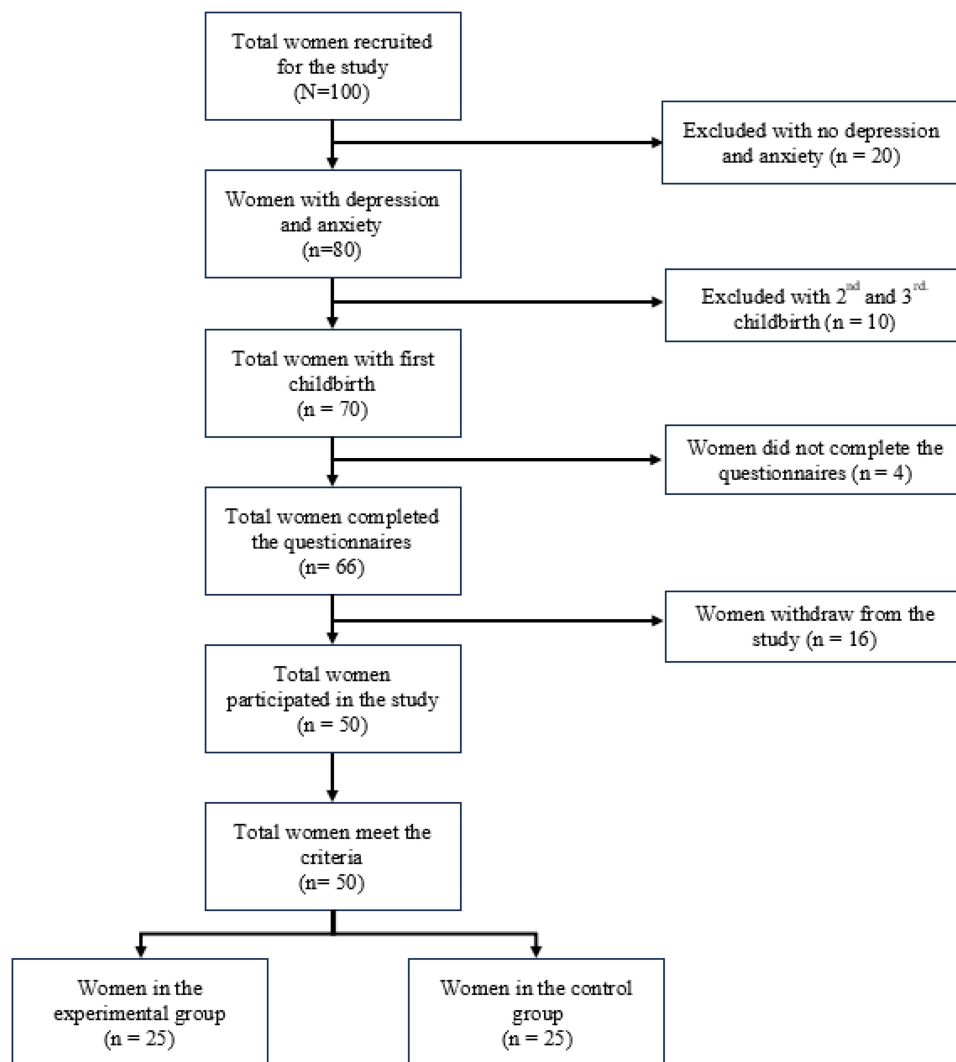 Total women recruited
for the study
(N=100)
Excluded with no depression
and anxiety (n = 20)
Women with depression
and anxiety
(n=80)
Excluded with 2nd and 3rd.
childbirth (n = 10)
Total women with first
childbirth
(n = 70)
Women did not complete the
questionnaires (n = 4)
Total women completed
the questionnaires
(n= 66)
Women withdraw from the
study (n = 16)
Total women
participated in the study
(n = 50)
Total women meet the
criteria
(n= 50)
Women in the
experimental group
(n = 25)
Women in the control
group
(n = 25)